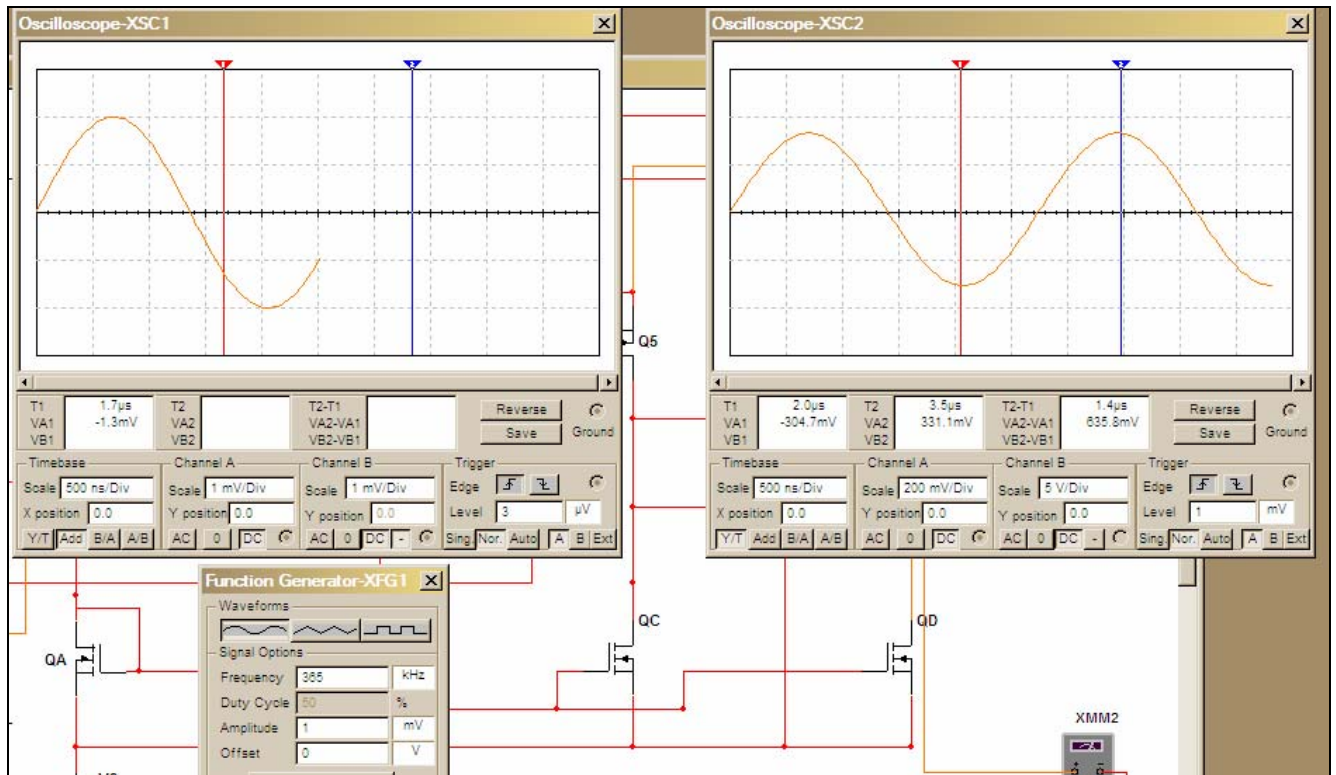 Oscilloscope-XSC1
T1 1.7µs T2 T2-T1 Reverse
VA1 -1.3mV VA2 VA2-VA1
VB1 VB2 VB2-VB1 Save Ground
Timebase Channel A Channel B Trigger
Scale 500 ns/Div Scale 1 mV/Div Scale 1 mV/Div Edge
X position 0.0 Y position 0.0 Y position 0.0 Level 3 µV
Y/T Add B/A A/B AC 0 DC AC 0 DC - Sing. Nor. Auto A B Ext
Oscilloscope-XSC2
T1 2.0µs T2 3.5µs T2-T1 1.4µs Reverse
VA1 -304.7mV VA2 331.1mV VA2-VA1 635.8mV
VB1 VB2 VB2-VB1 Save Ground
Timebase Channel A Channel B Trigger
Scale 500 ns/Div Scale 200 mV/Div Scale 5 V/Div Edge
X position 0.0 Y position 0.0 Y position 0.0 Level 1 mV
Y/T Add B/A A/B AC 0 DC AC 0 DC - Sing. Nor. Auto A B Ext
Q5
Function Generator-XFG1
Waveforms
Signal Options
Frequency 365 kHz
Duty Cycle 50 %
Amplitude 1 mV
Offset 0 V
QA
QC
QD
XMM2